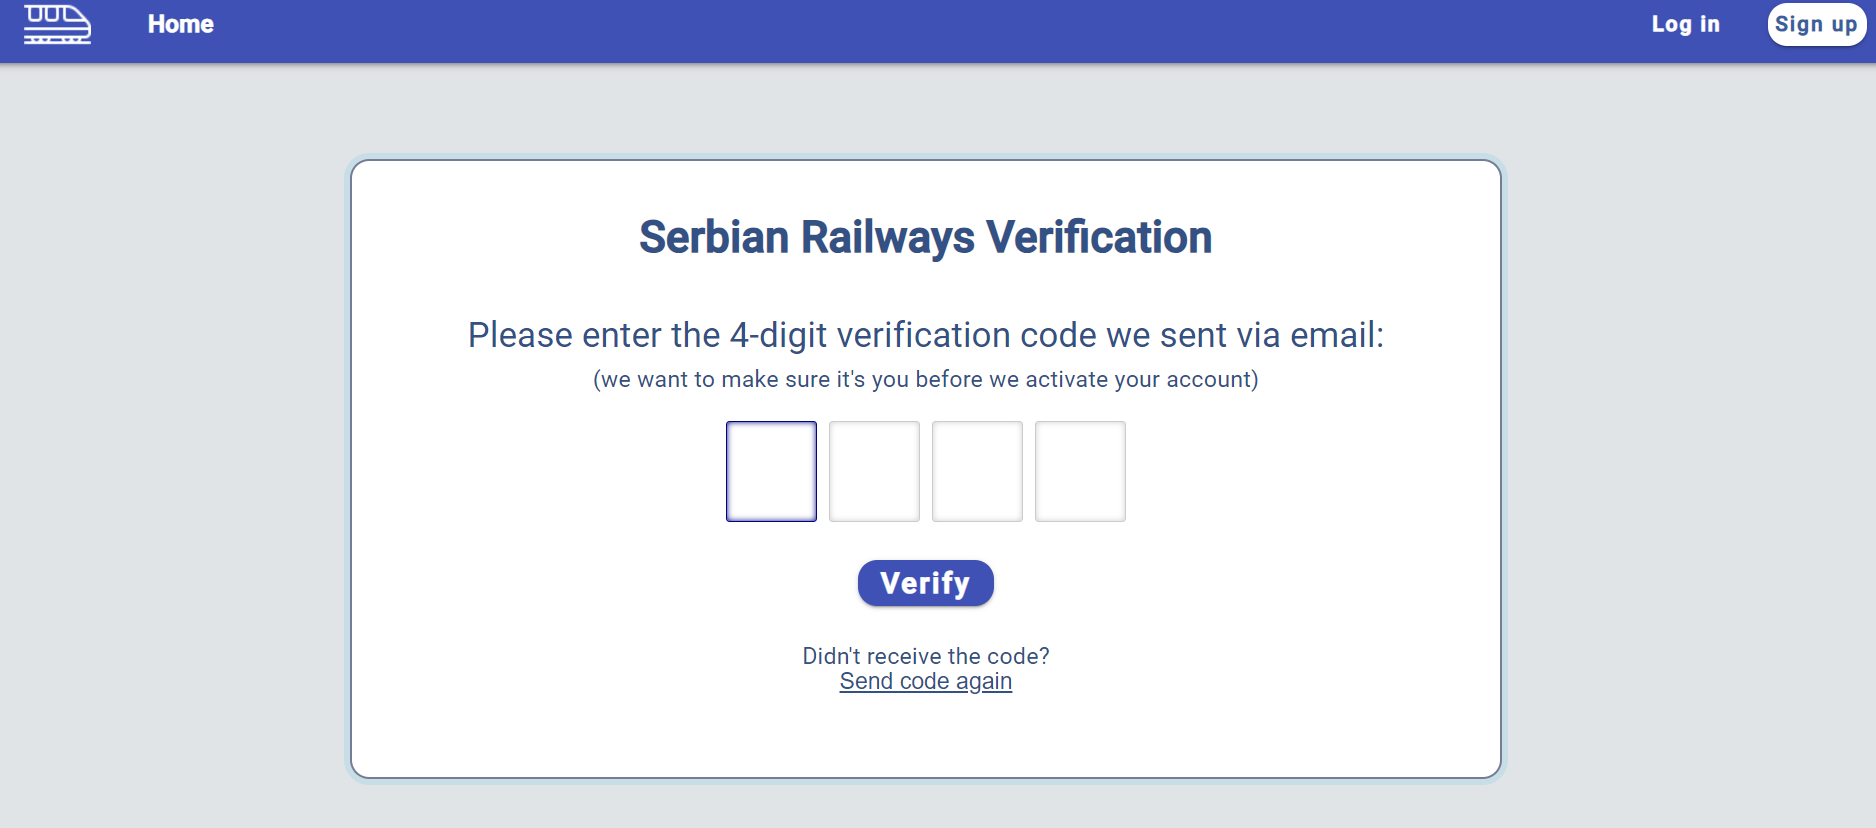 Home
Log in
Sign up
Serbian Railways Verification
Please enter the 4-digit verification code we sent via email:
(we want to make sure it's you before we activate your account)
Verify
Didn't receive the code?
Send code again